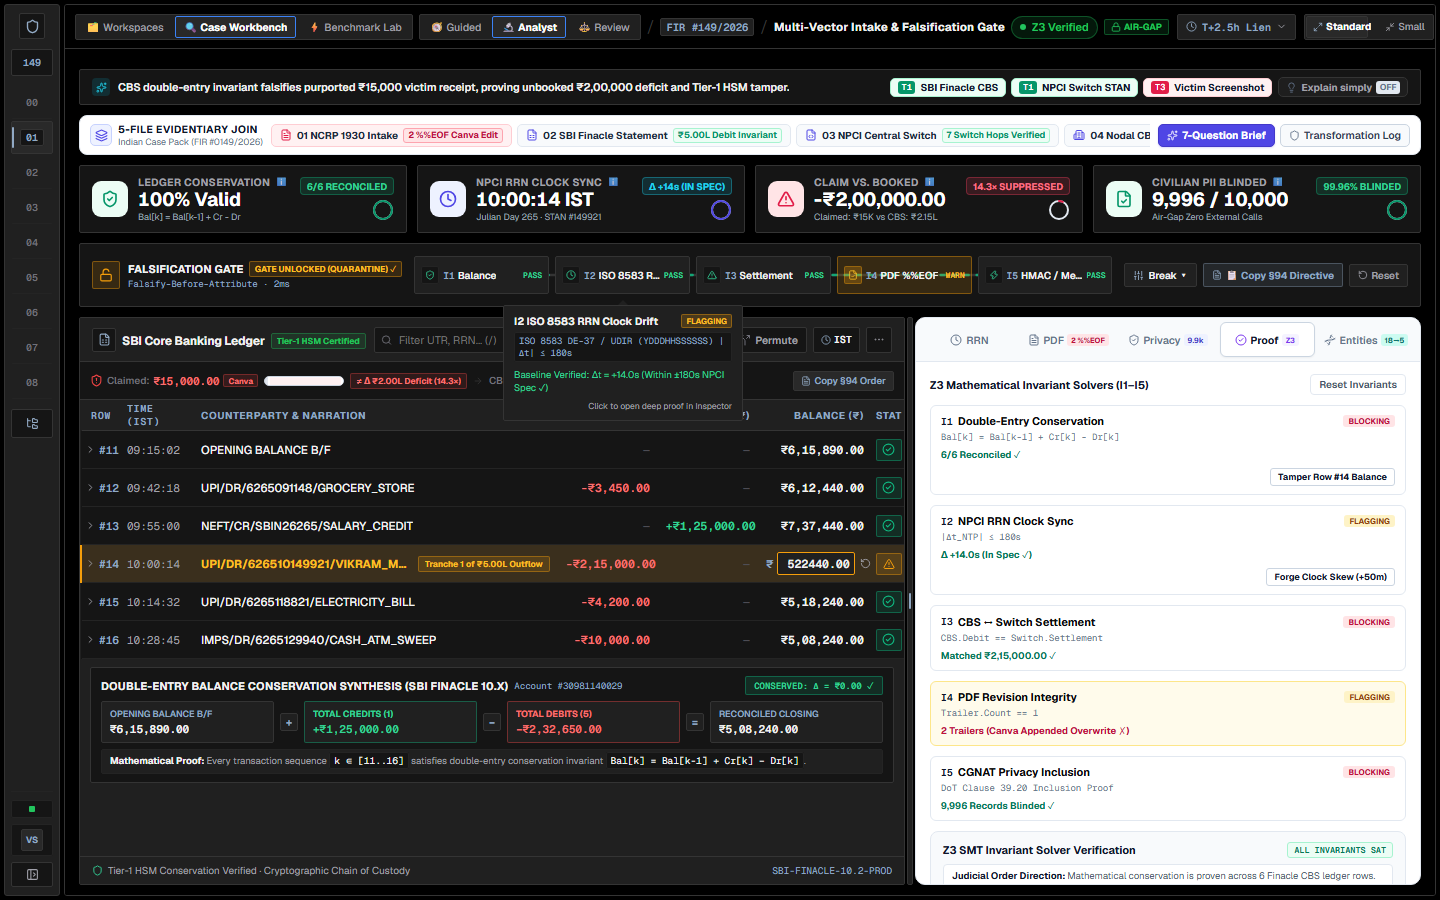 Workspaces
Case Workbench
Benchmark Lab
Guided
Analyst
Review
/
FIR #149/2026
/
Multi-Vector Intake & Falsification Gate
Z3 Verified
AIR-GAP
T+2.5h Lien
Standard
Small
149
00
01
02
03
04
05
06
07
08
VS
CBS double-entry invariant falsifies purported ₹15,000 victim receipt, proving unbooked ₹2,00,000 deficit and Tier-1 HSM tamper.
T1 SBI Finacle CBS
T1 NPCI Switch STAN
T3 Victim Screenshot
Explain simply OFF
5-FILE EVIDENTIARY JOIN
Indian Case Pack (FIR #0149/2026)
01 NCRP 1930 Intake 2 %%EOF Canva Edit
02 SBI Finacle Statement ₹5.00L Debit Invariant
03 NPCI Central Switch 7 Switch Hops Verified
04 Nodal CB
7-Question Brief
Transformation Log
LEDGER CONSERVATION
6/6 RECONCILED
100% Valid
Bal[k] = Bal[k-1] + Cr - Dr
NPCI RRN CLOCK SYNC
Δ +14s (IN SPEC)
10:00:14 IST
Julian Day 265 · STAN #149921
CLAIM VS. BOOKED
14.3× SUPPRESSED
-₹2,00,000.00
Claimed: ₹15K vs CBS: ₹2.15L
CIVILIAN PII BLINDED
99.96% BLINDED
9,996 / 10,000
Air-Gap Zero External Calls
FALSIFICATION GATE
GATE UNLOCKED (QUARANTINE) ✓
Falsify-Before-Attribute · 2ms
I1 Balance PASS
I2 ISO 8583 R... PASS
I3 Settlement PASS
I4 PDF %%EOF WARN
I5 HMAC / Me... PASS
Break ▾
Copy §94 Directive
Reset
SBI Core Banking Ledger
Tier-1 HSM Certified
Filter UTR, RRN... (/)
Permute
IST
...
I2 ISO 8583 RRN Clock Drift
FLAGGING
ISO 8583 DE-37 / UDIR (YDDDHHSSSSSS) |
Δt| ≤ 180s
Baseline Verified: Δt = +14.0s (Within ±180s NPCI
Spec ✓)
Click to open deep proof in Inspector
Claimed: ₹15,000.00 Canva
≠ Δ ₹2.00L Deficit (14.3×)
CB
Copy §94 Order
ROW
TIME
(IST)
COUNTERPARTY & NARRATION
₹)
BALANCE (₹)
STAT
#11 09:15:02 OPENING BALANCE B/F — — ₹6,15,890.00
#12 09:42:18 UPI/DR/6265091148/GROCERY_STORE -₹3,450.00 — ₹6,12,440.00
#13 09:55:00 NEFT/CR/SBIN26265/SALARY_CREDIT — +₹1,25,000.00 ₹7,37,440.00
#14 10:00:14 UPI/DR/626510149921/VIKRAM_M... Tranche 1 of ₹5.00L Outflow -₹2,15,000.00 — ₹ 522440.00
#15 10:14:32 UPI/DR/6265118821/ELECTRICITY_BILL -₹4,200.00 — ₹5,18,240.00
#16 10:28:45 IMPS/DR/6265129940/CASH_ATM_SWEEP -₹10,000.00 — ₹5,08,240.00
DOUBLE-ENTRY BALANCE CONSERVATION SYNTHESIS (SBI FINACLE 10.X) Account #30981140029
CONSERVED: Δ = ₹0.00 ✓
OPENING BALANCE B/F
₹6,15,890.00
+
TOTAL CREDITS (1)
+₹1,25,000.00
−
TOTAL DEBITS (5)
-₹2,32,650.00
=
RECONCILED CLOSING
₹5,08,240.00
Mathematical Proof: Every transaction sequence k ∈ [11..16] satisfies double-entry conservation invariant Bal[k] = Bal[k-1] + Cr[k] - Dr[k].
Tier-1 HSM Conservation Verified · Cryptographic Chain of Custody
SBI-FINACLE-10.2-PROD
RRN
PDF 2 %%EOF
Privacy 9.9k
Proof Z3
Entities 18→5
Z3 Mathematical Invariant Solvers (I1–I5)
Reset Invariants
I1 Double-Entry Conservation
BLOCKING
Bal[k] = Bal[k-1] + Cr[k] - Dr[k]
6/6 Reconciled ✓
Tamper Row #14 Balance
I2 NPCI RRN Clock Sync
FLAGGING
|Δt_NTP| ≤ 180s
Δ +14.0s (In Spec ✓)
Forge Clock Skew (+50m)
I3 CBS ↔ Switch Settlement
BLOCKING
CBS.Debit == Switch.Settlement
Matched ₹2,15,000.00 ✓
I4 PDF Revision Integrity
FLAGGING
Trailer.Count == 1
2 Trailers (Canva Appended Overwrite ✗)
I5 CGNAT Privacy Inclusion
BLOCKING
DoT Clause 39.20 Inclusion Proof
9,996 Records Blinded ✓
Z3 SMT Invariant Solver Verification
ALL INVARIANTS SAT
Judicial Order Direction: Mathematical conservation is proven across 6 Finacle CBS ledger rows.